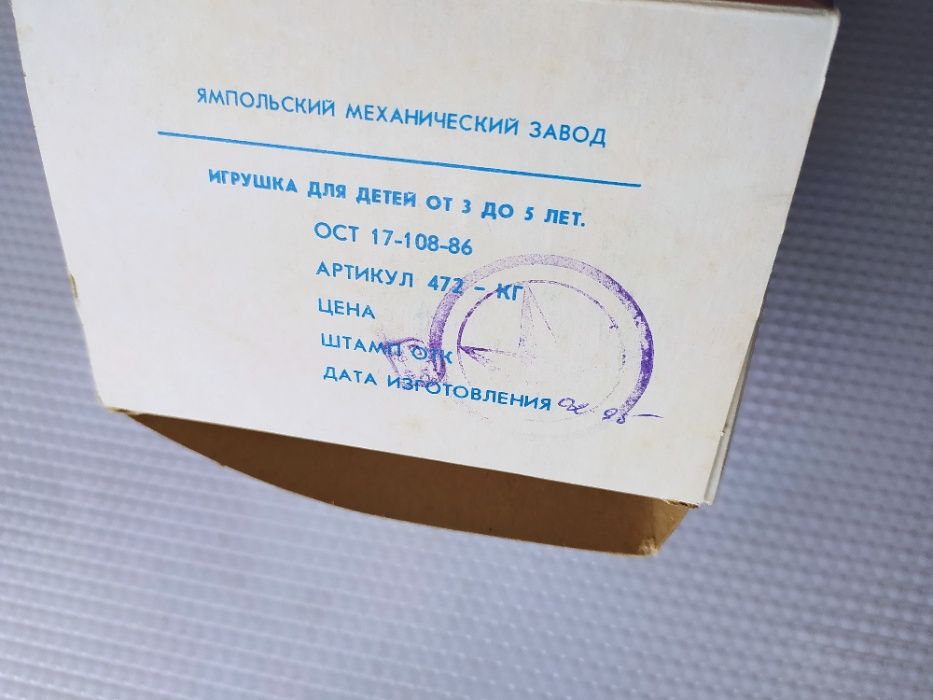 ЯМПОЛЬСКИЙ МЕХАНИЧЕСКИЙ ЗАВОД
ИГРУШКА ДЛЯ ДЕТЕЙ ОТ 3 ДО 5 ЛЕТ.
ОСТ 17-108-86
АРТИКУЛ 472 – КГ
ЦЕНА
ШТАМП ОТК
ДАТА ИЗГОТОВЛЕНИЯ